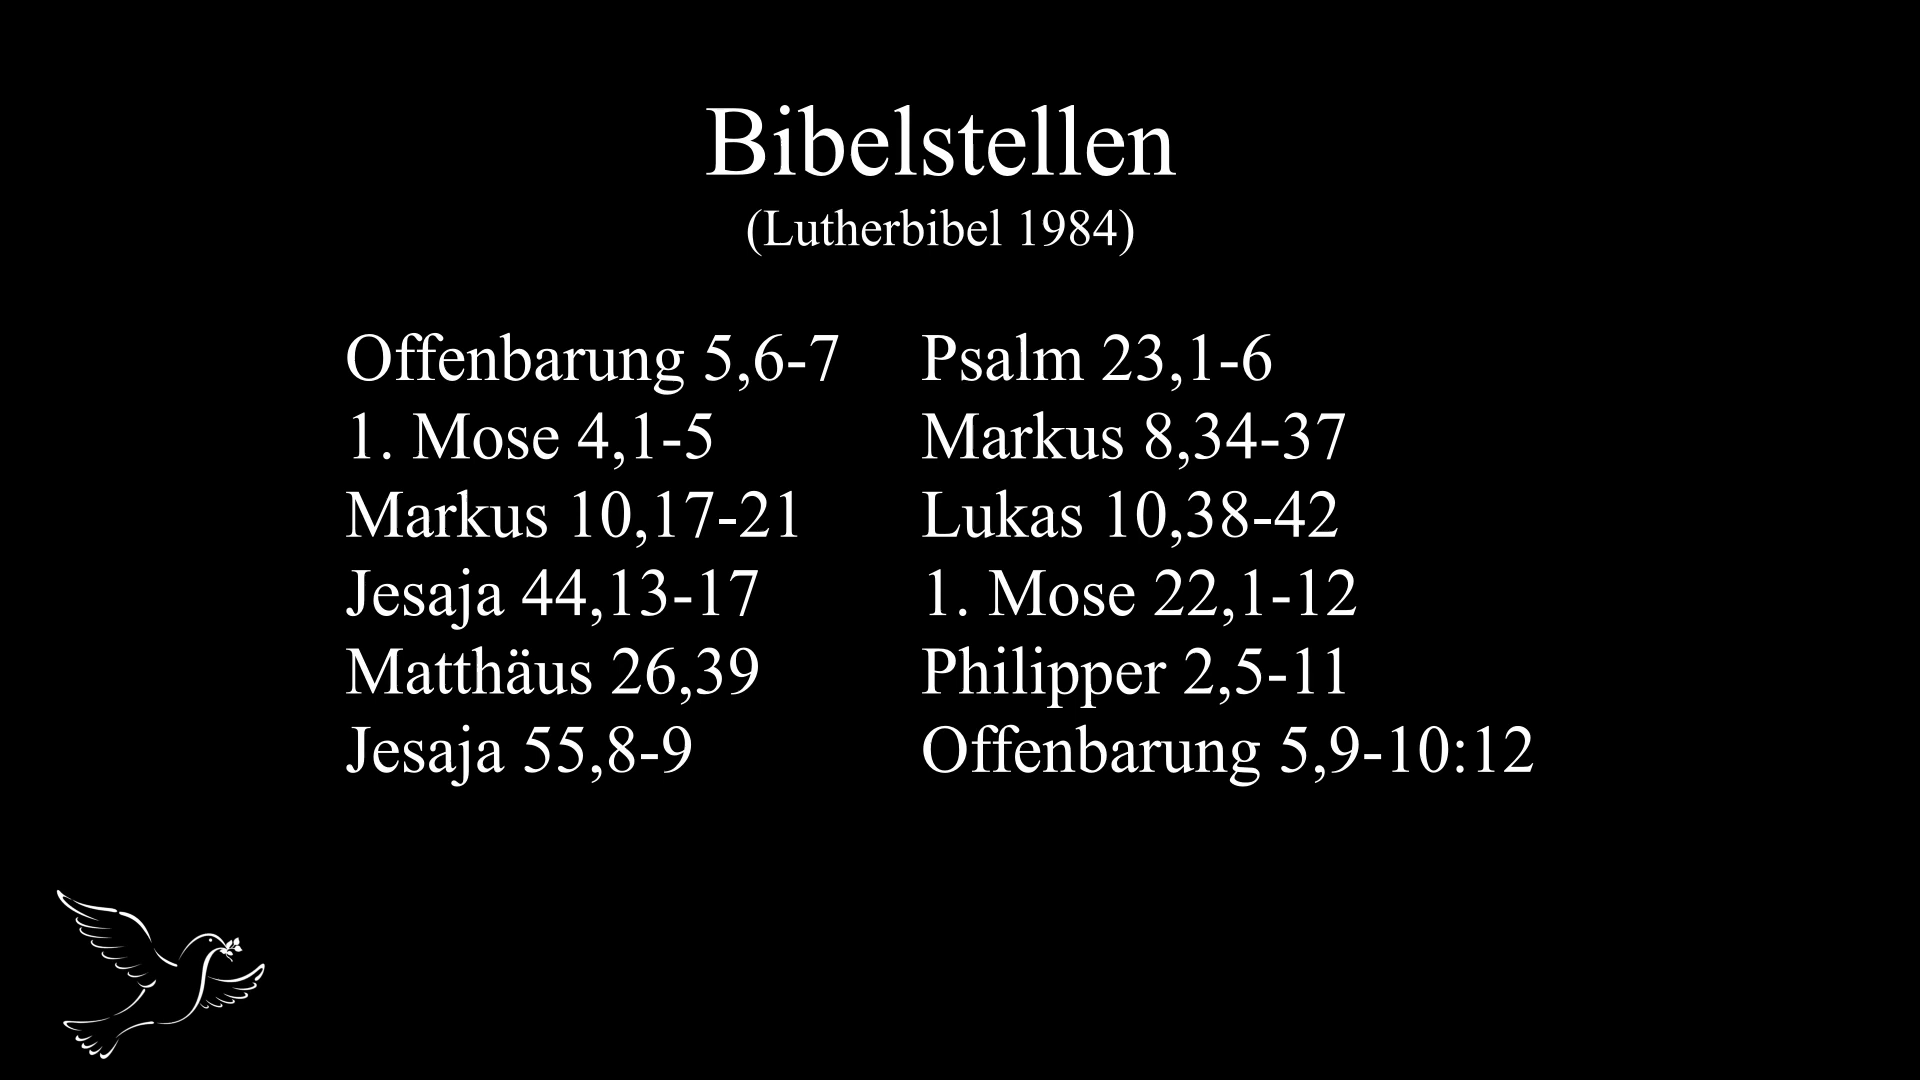 Bibelstellen
(Lutherbibel 1984)
Offenbarung 5,6-7
1. Mose 4,1-5
Markus 10,17-21
Jesaja 44,13-17
Matthäus 26,39
Jesaja 55,8-9
Psalm 23,1-6
Markus 8,34-37
Lukas 10,38-42
1. Mose 22,1-12
Philipper 2,5-11
Offenbarung 5,9-10:12